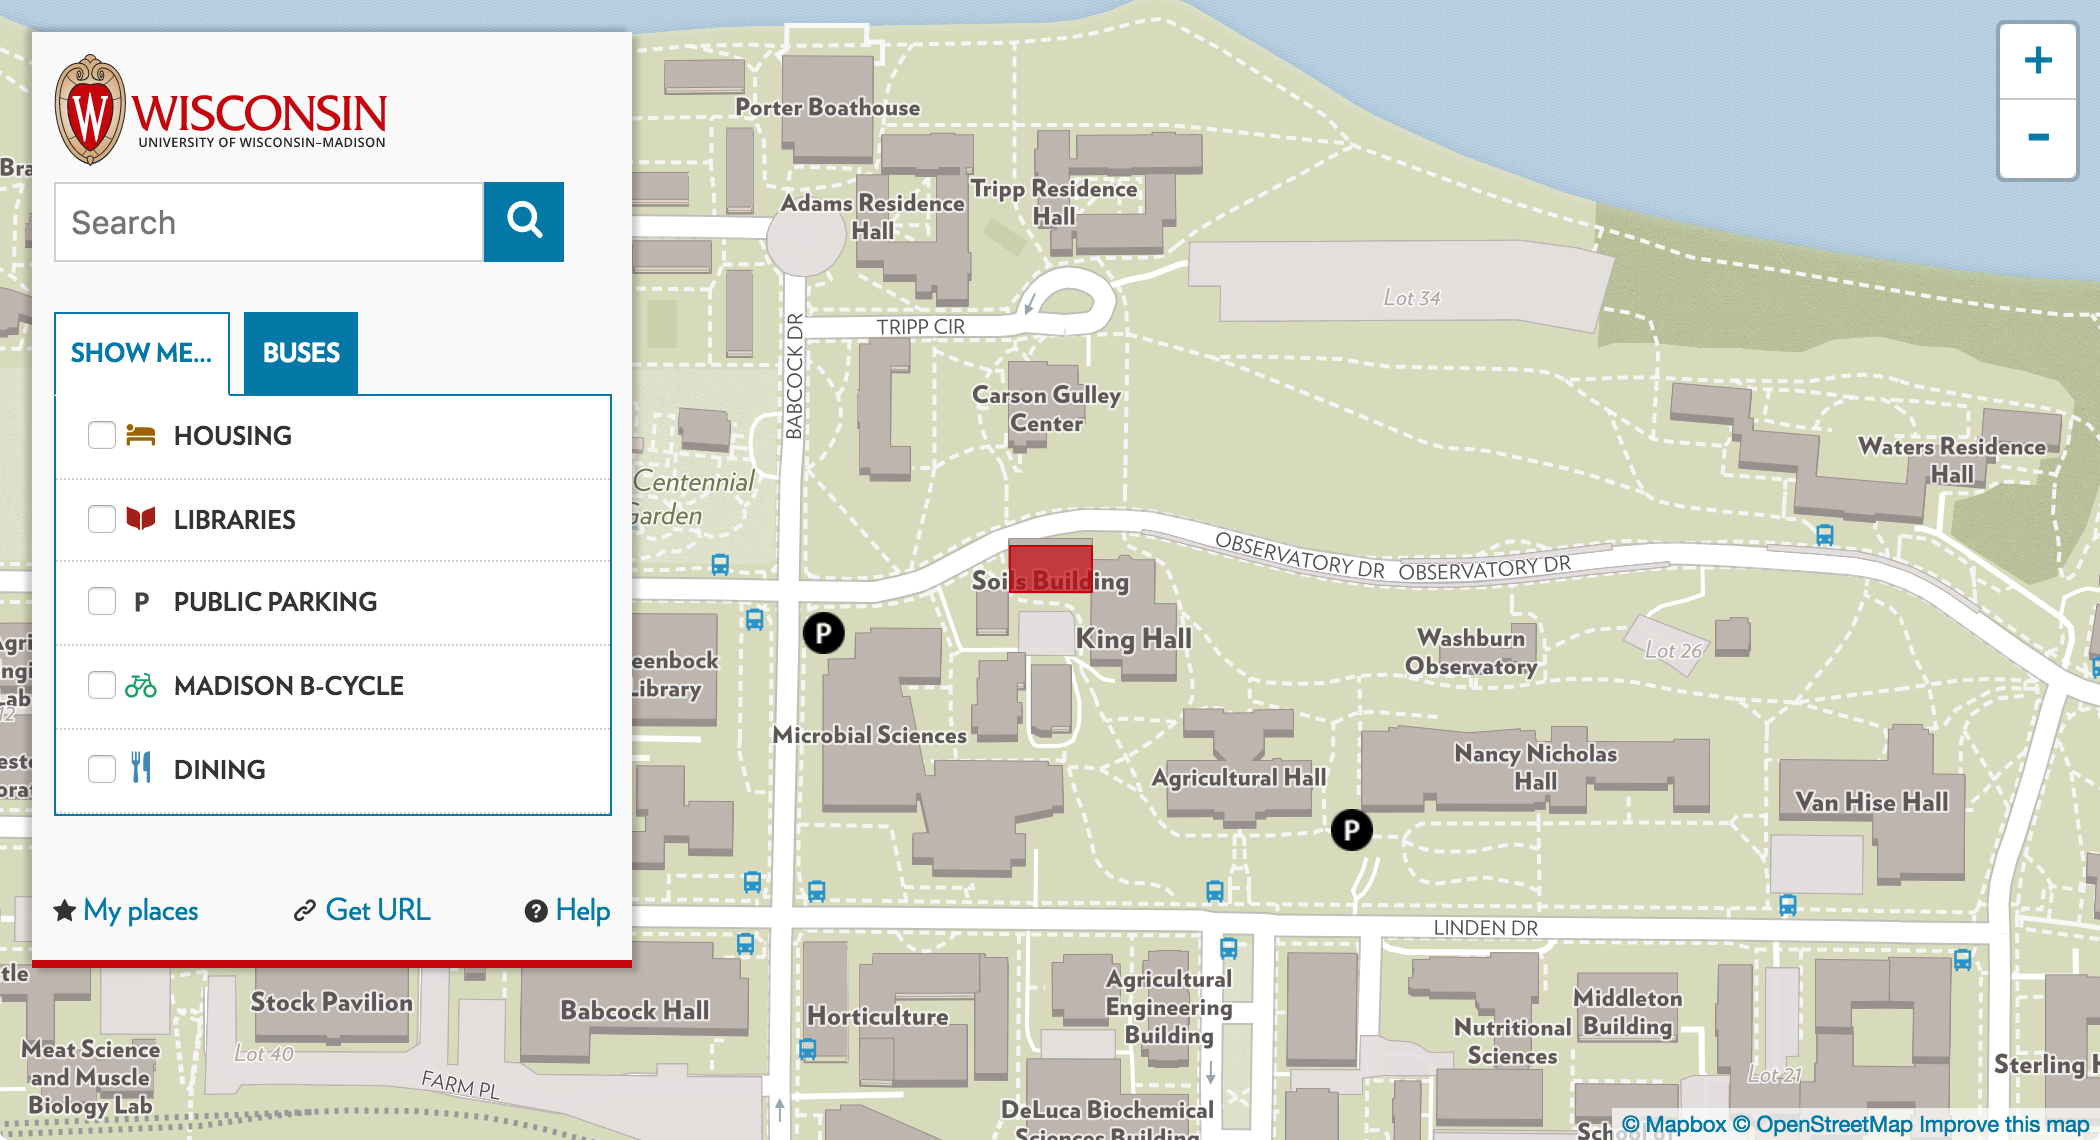 WISCONSIN
UNIVERSITY OF WISCONSIN–MADISON
Search
SHOW ME...
BUSES
HOUSING
LIBRARIES
P PUBLIC PARKING
MADISON B-CYCLE
DINING
My places
Get URL
Help
+
-
Porter Boathouse
Adams Residence
Hall
Tripp Residence
Hall
Lot 34
TRIPP CIR
BABCOCK DR
Carson Gulley
Center
Waters Residence
Hall
Centennial
Garden
OBSERVATORY DR
OBSERVATORY DR
Soils Building
P
King Hall
Washburn
Observatory
Lot 26
eenbock
Library
Microbial Sciences
Agricultural Hall
Nancy Nicholas
Hall
Van Hise Hall
P
LINDEN DR
Stock Pavilion
Babcock Hall
Horticulture
Agricultural
Engineering
Building
Middleton
Building
Nutritional
Sciences
Lot 40
Meat Science
and Muscle
Biology Lab
FARM PL
Lot 21
Sterling H
DeLuca Biochemical
Sciences Building
© Mapbox © OpenStreetMap Improve this map